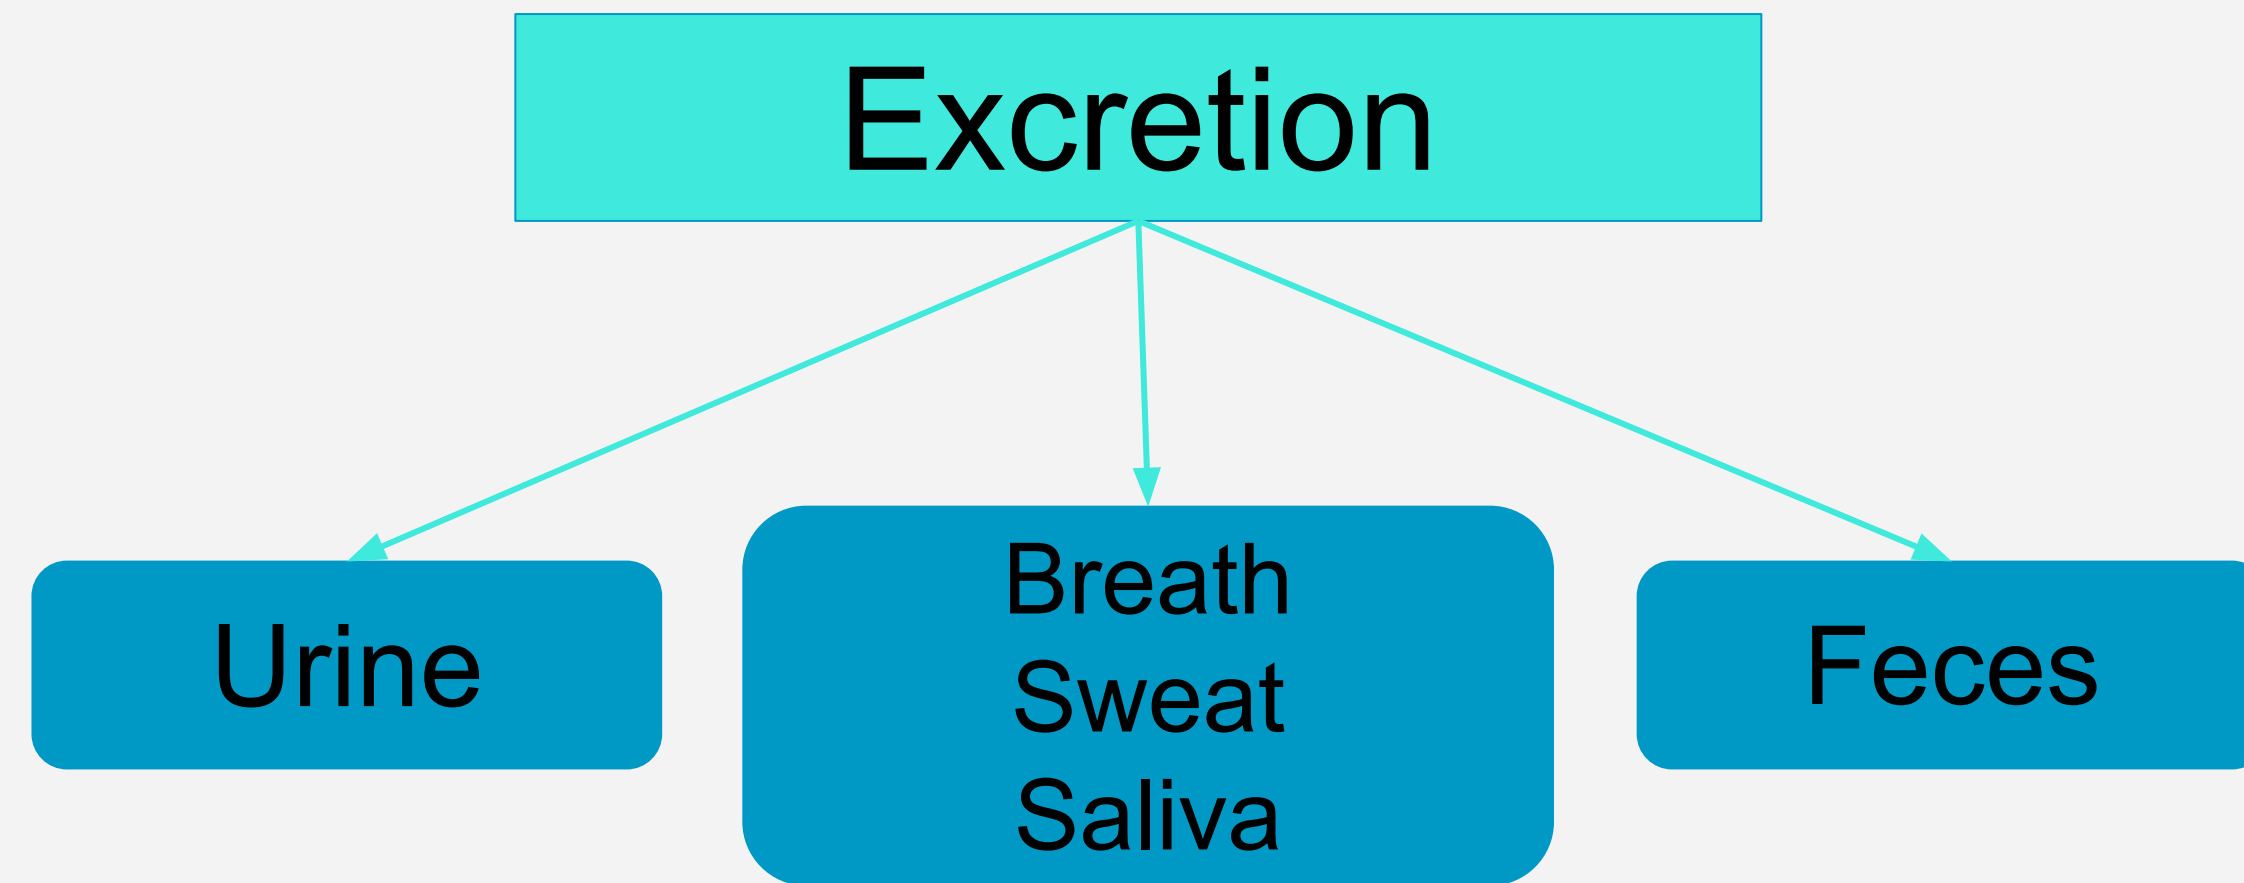 Excretion
Urine
Breath
Sweat
Saliva
Feces